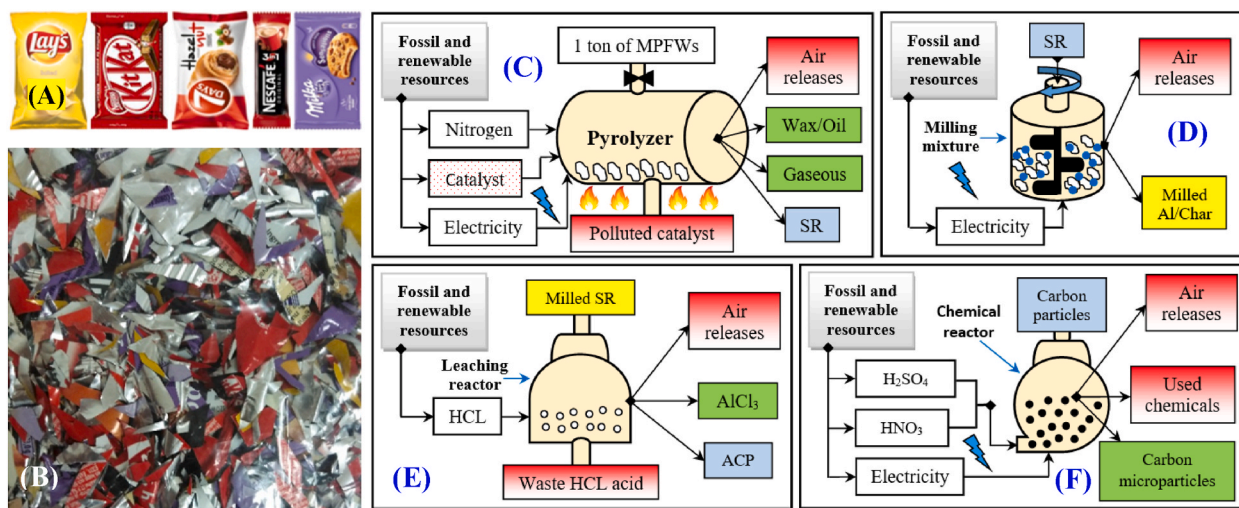 Lay's
KitKat
Hazel
nut
7
DAYS
NESCAFÉ
Milka
(A)
(B)
Fossil and
renewable
resources
(C)
1 ton of MPFWs
Nitrogen
Catalyst
Electricity
Pyrolyzer
Polluted catalyst
Air
releases
Wax/Oil
Gaseous
SR
Fossil and
renewable
resources
SR
Milling
mixture
Electricity
Air
releases
(D)
Milled
Al/Char
Fossil and
renewable
resources
Milled SR
Leaching
reactor
HCL
Waste HCL acid
(E)
Air
releases
AlCl₃
ACP
Fossil and
renewable
resources
Chemical
reactor
Carbon
particles
H₂SO₄
HNO₃
Electricity
Air
releases
Used
chemicals
Carbon
microparticles
(F)